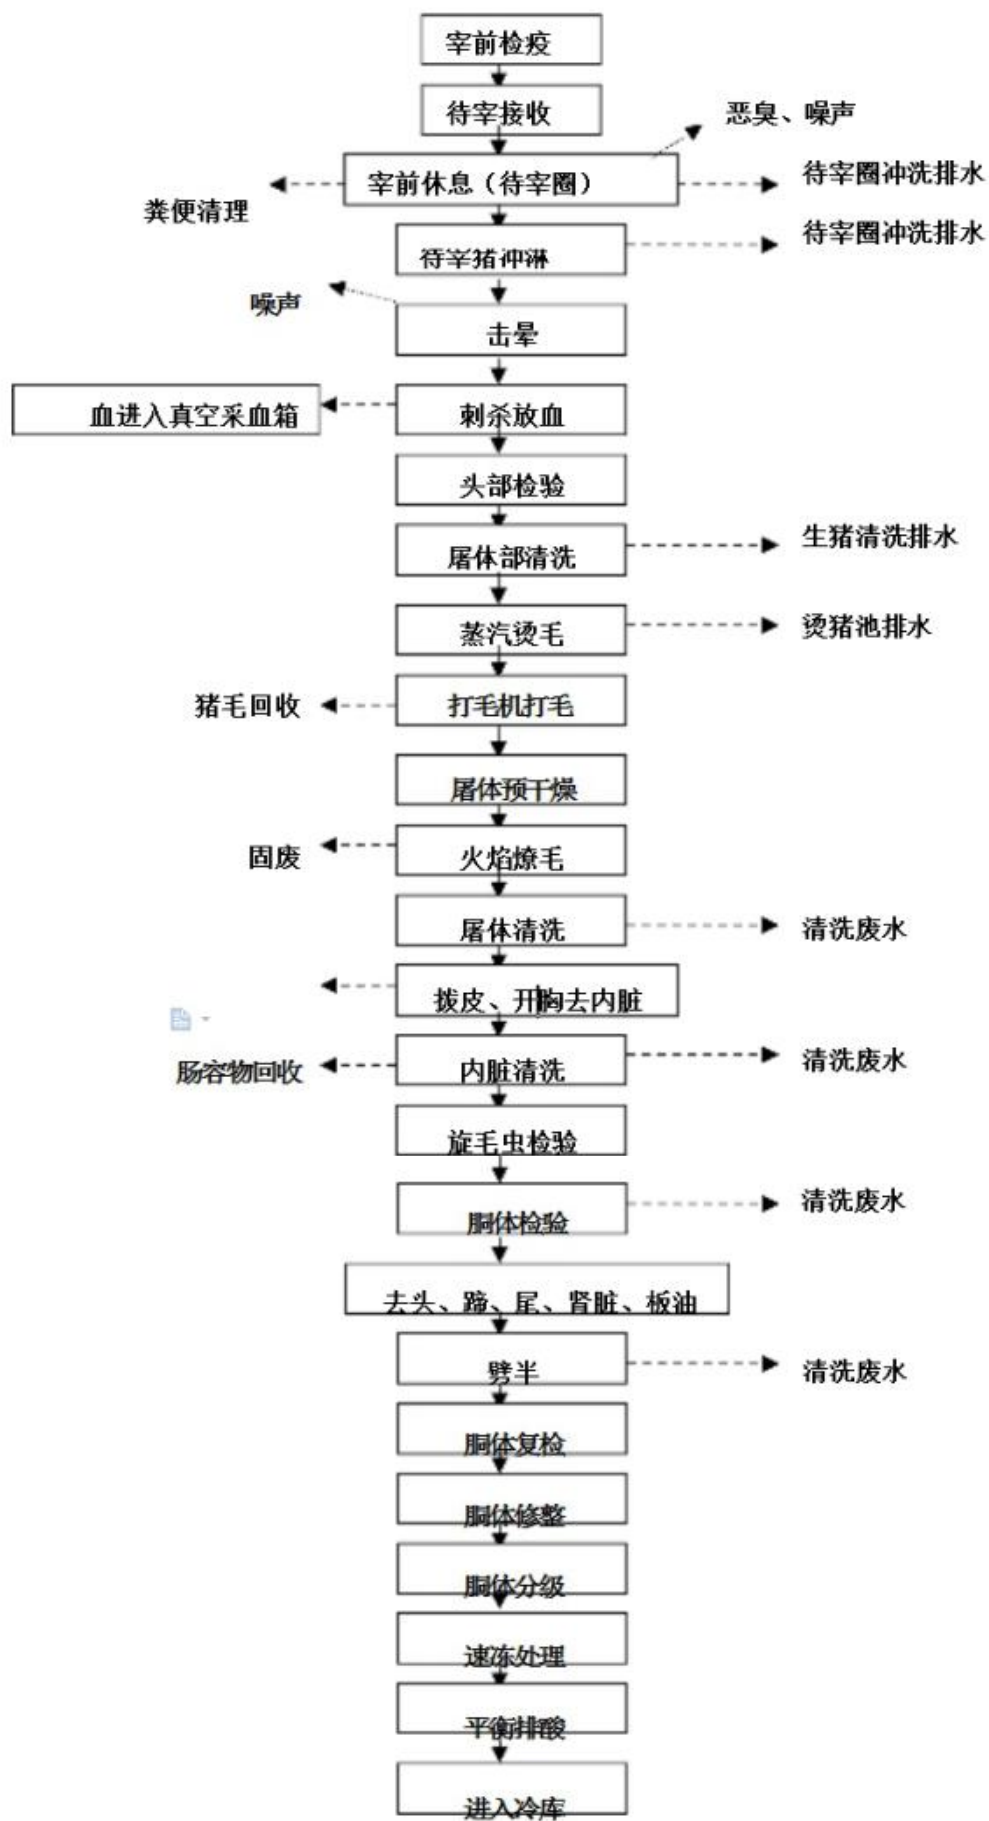 宰前检疫
待宰接收
恶臭、噪声
宰前休息（待宰圈）
待宰圈冲洗排水
粪便清理
待宰圈冲洗排水
待宰猪冲淋
噪声
击晕
血进入真空采血箱
刺杀放血
头部检验
生猪清洗排水
屠体部清洗
蒸汽烫毛
烫猪池排水
猪毛回收
打毛机打毛
屠体预干燥
固废
火焰燎毛
屠体清洗
清洗废水
拨皮、开胸去内脏
肠容物回收
内脏清洗
清洗废水
旋毛虫检验
胴体检验
清洗废水
去头、蹄、尾、肾脏、板油
劈半
清洗废水
胴体复检
胴体修整
胴体分级
速冻处理
平衡排酸
进入冷库